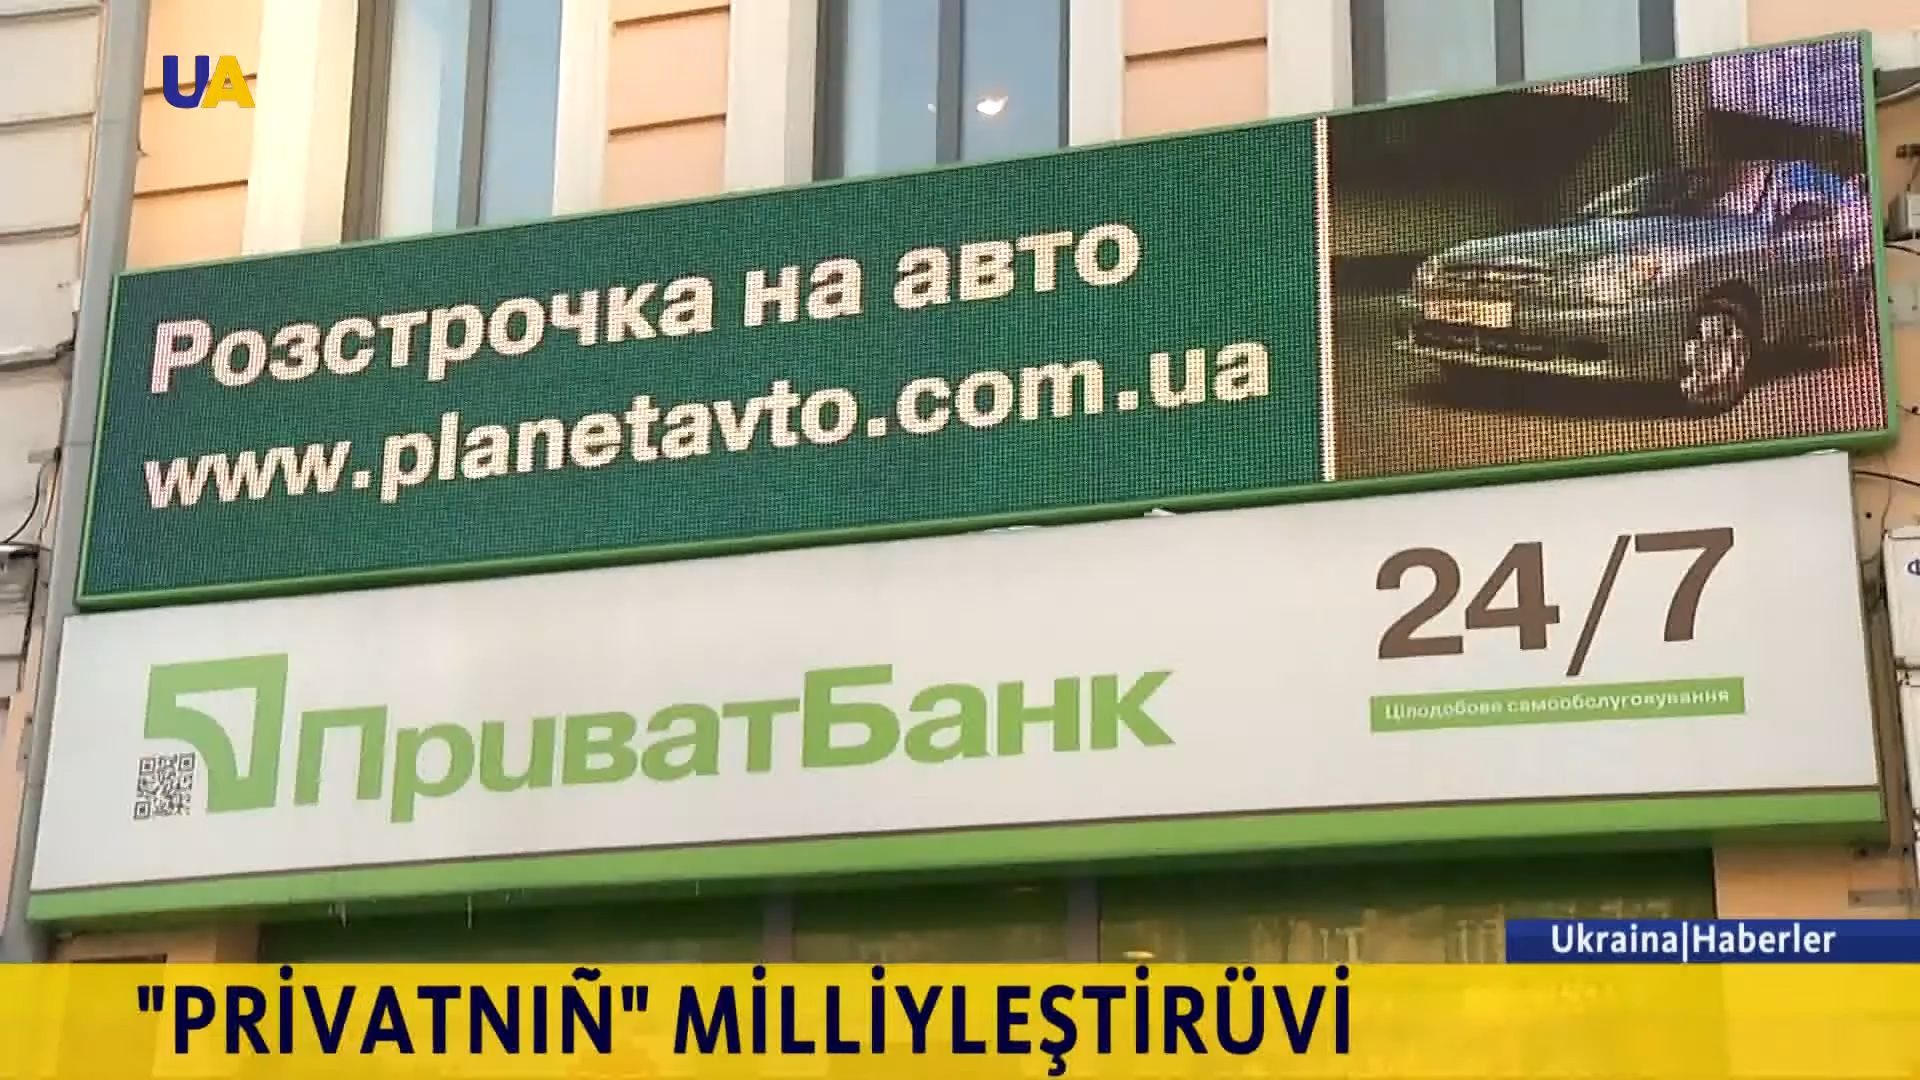 UA
Розстрочка на авто
www.planetavto.com.ua
24/7
ПриватБанк
Цілодобове самообслуговування
Ukraina|Haberler
"PRİVATNIÑ" MİLLİYLEŞTİRÜVİ